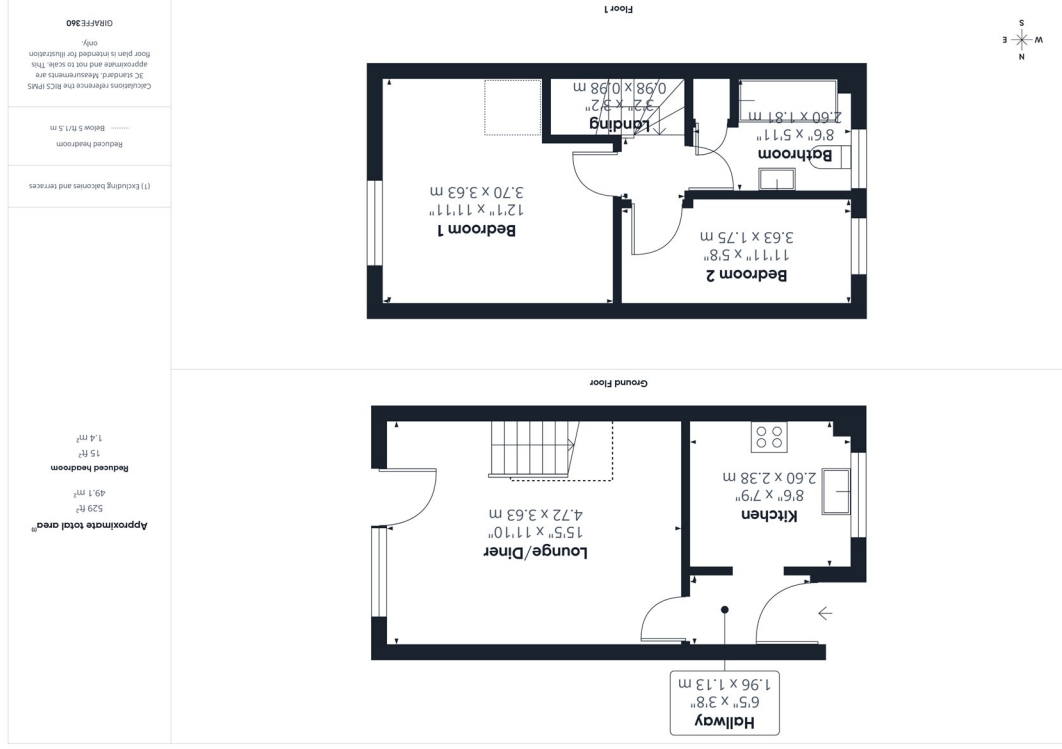 Hallway
6'5" x 3'8"
1.96 x 1.13 m
Kitchen
8'6" x 7'9"
2.60 x 2.38 m
Lounge/Diner
15'5" x 11'10"
4.72 x 3.63 m
Ground Floor
Bedroom 2
11'11" x 5'8"
3.63 x 1.75 m
Bedroom 1
12'1" x 11'11"
3.70 x 3.63 m
Bathroom
8'6" x 5'11"
2.60 x 1.81 m
Landing
3'2" x 3'2"
0.98 x 0.98 m
N
W
E
S
Floor 1
Approximate total area(1)
529 ft²
49.1 m²
Reduced headroom
15 ft²
1.4 m²
(1) Excluding balconies and terraces
Reduced headroom
Below 5 ft/1.5 m
Calculations reference the RICS IPMS
3C standard. Measurements are
approximate and not to scale. This
floor plan is intended for illustration
only.
GIRAFFE360